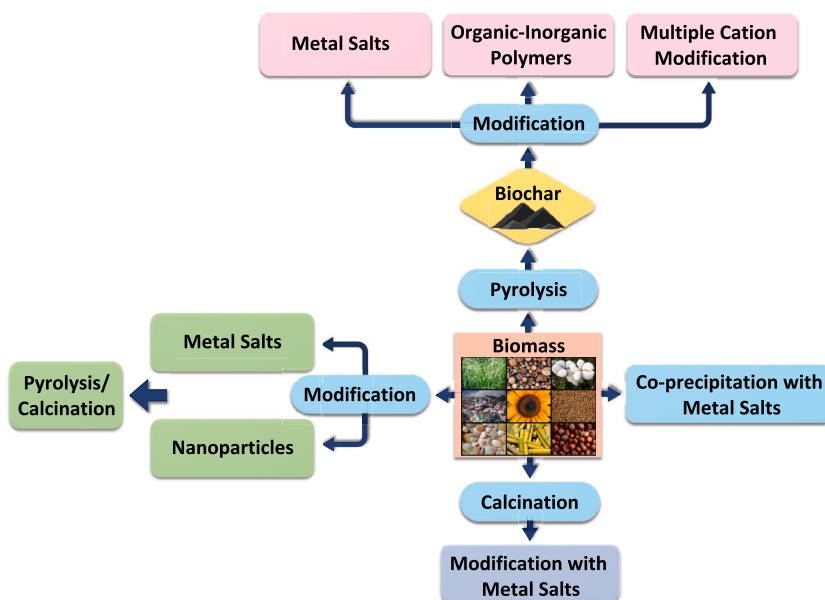 Metal Salts
Organic-Inorganic
Polymers
Multiple Cation
Modification
Modification
Biochar
Pyrolysis
Biomass
Metal Salts
Pyrolysis/
Calcination
Modification
Nanoparticles
Co-precipitation with
Metal Salts
Calcination
Modification with
Metal Salts